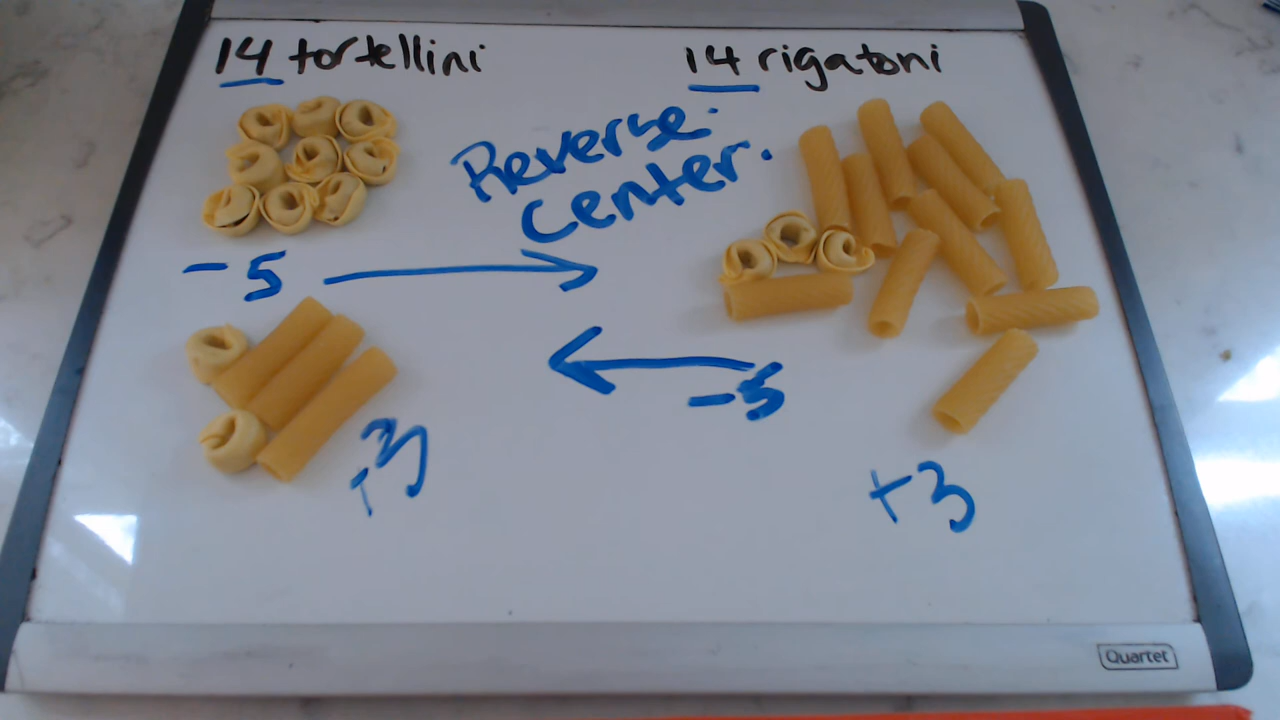 14 tortellini
14 rigatoni
Reverse.
center.
-5
-5
+3
+3
Quartet